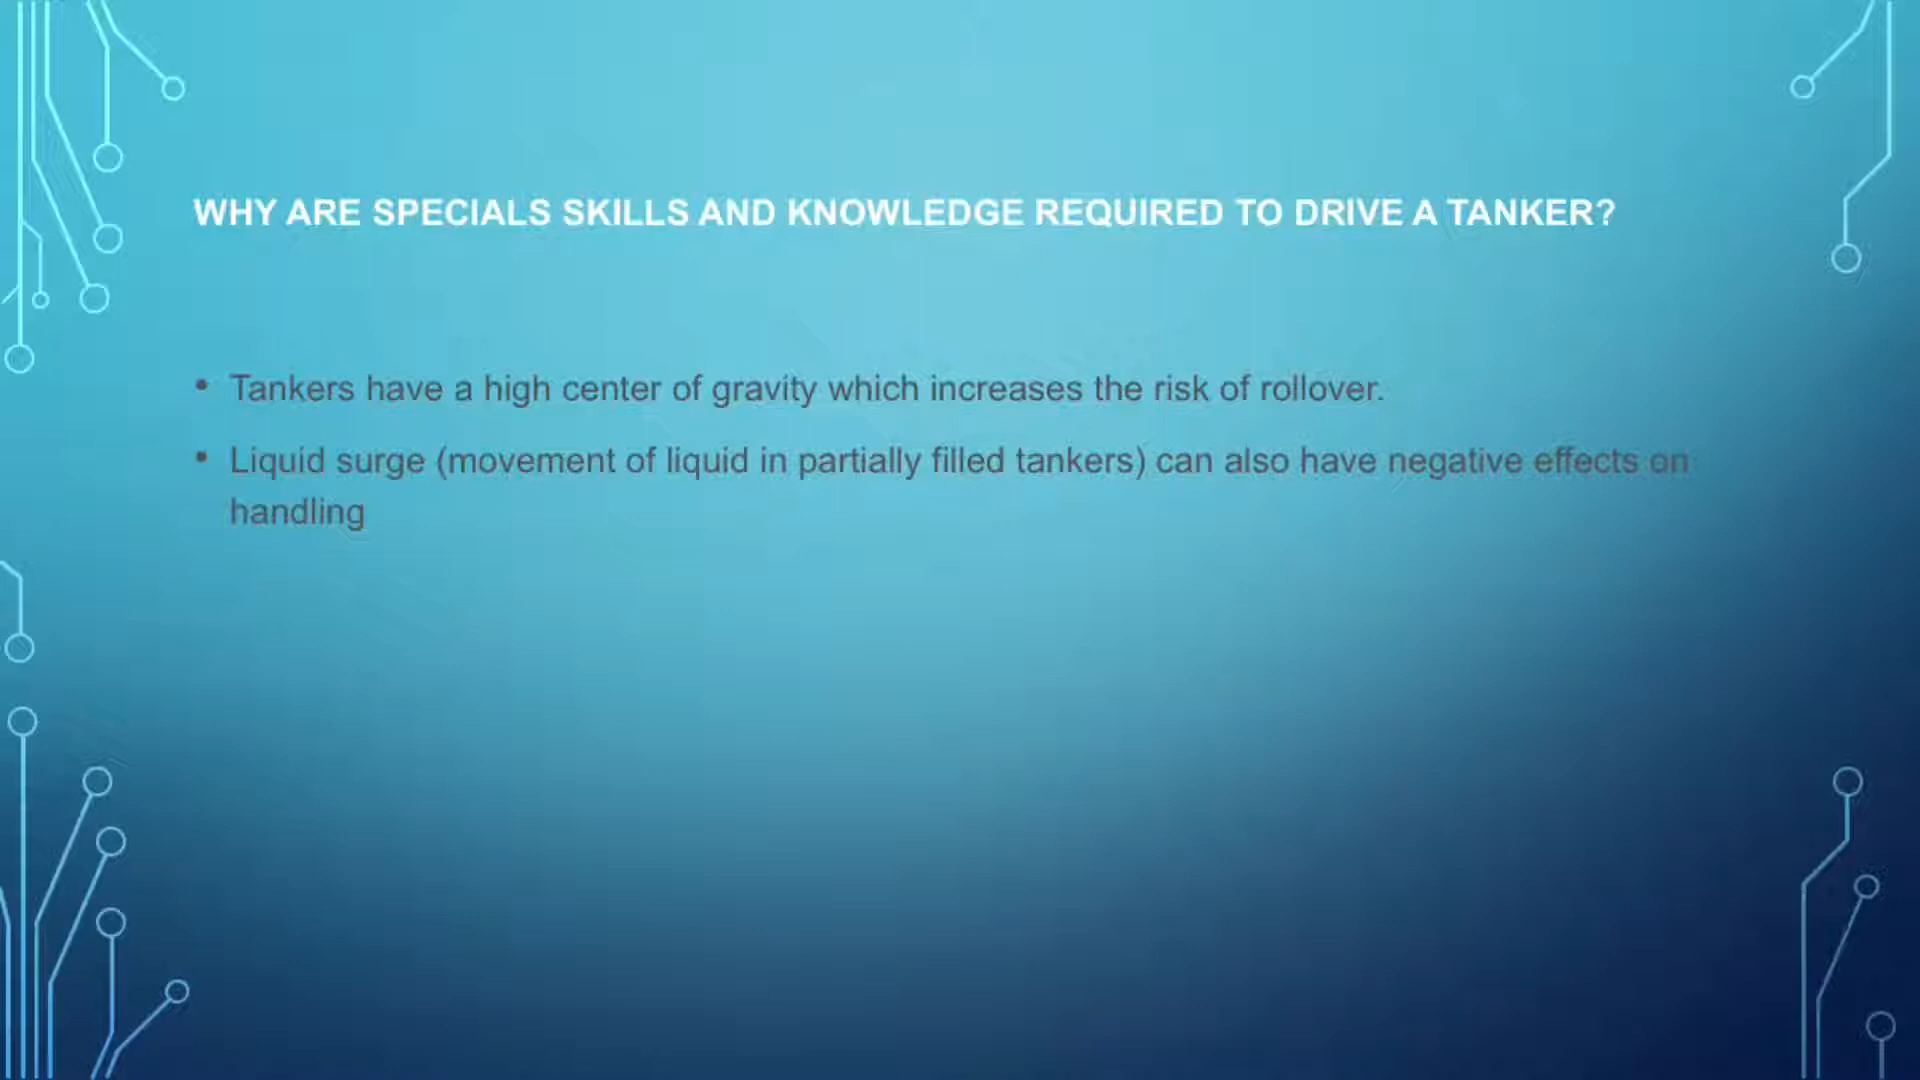 WHY ARE SPECIALS SKILLS AND KNOWLEDGE REQUIRED TO DRIVE A TANKER?
• Tankers have a high center of gravity which increases the risk of rollover.
• Liquid surge (movement of liquid in partially filled tankers) can also have negative effects on
handling